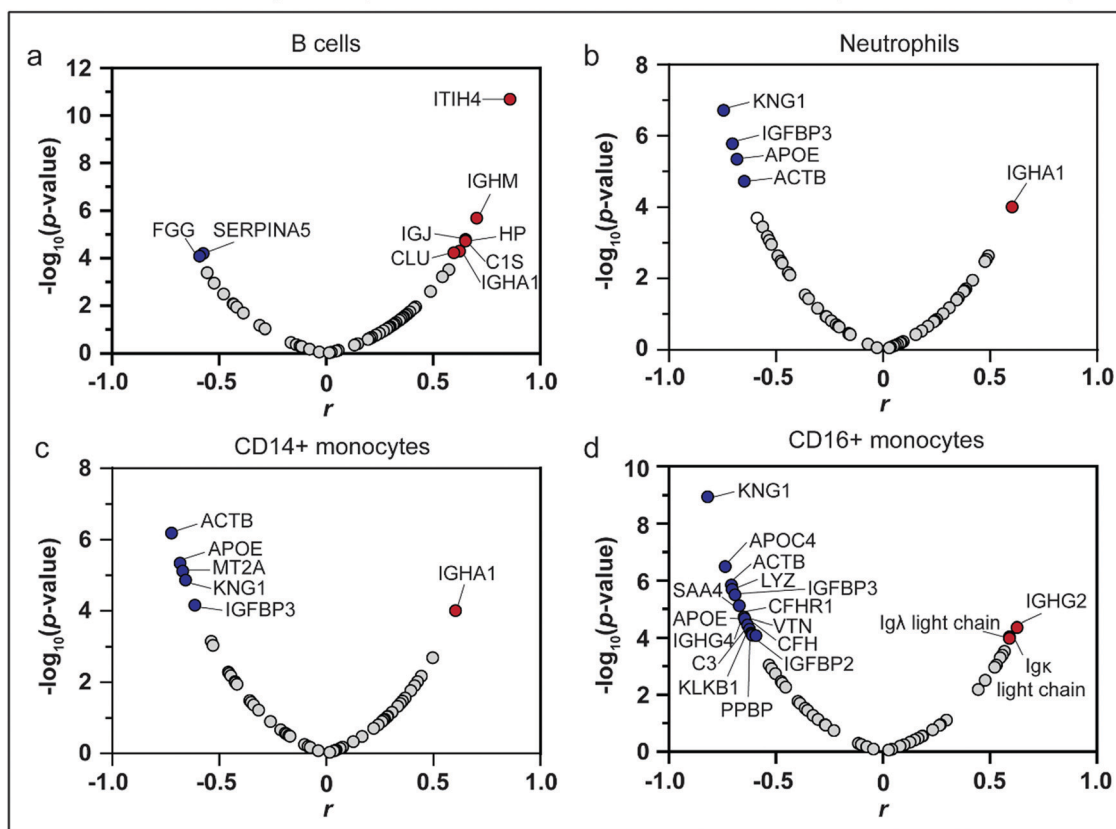 a
B cells
12
10
8
6
4
2
0
-log10(p-value)
-1.0 -0.5 0 0.5 1.0
r
ITIH4
IGHM
IGJ HP
CLU C1S
IGHA1
FGG SERPINA5
b
Neutrophils
8
6
4
2
0
-log10(p-value)
-1.0 -0.5 0 0.5 1.0
r
KNG1
IGFBP3
APOE
ACTB
IGHA1
c
CD14+ monocytes
8
6
4
2
0
-log10(p-value)
-1.0 -0.5 0 0.5 1.0
r
ACTB
APOE
MT2A
KNG1
IGFBP3
IGHA1
d
CD16+ monocytes
10
8
6
4
2
0
-log10(p-value)
-1.0 -0.5 0 0.5 1.0
r
KNG1
APOC4
ACTB
LYZ
SAA4 IGFBP3
CFHR1
APOE VTN
IGHG4 CFH
C3 IGFBP2
KLKB1
PPBP
IGHG2
Igλ light chain
Igκ
light chain